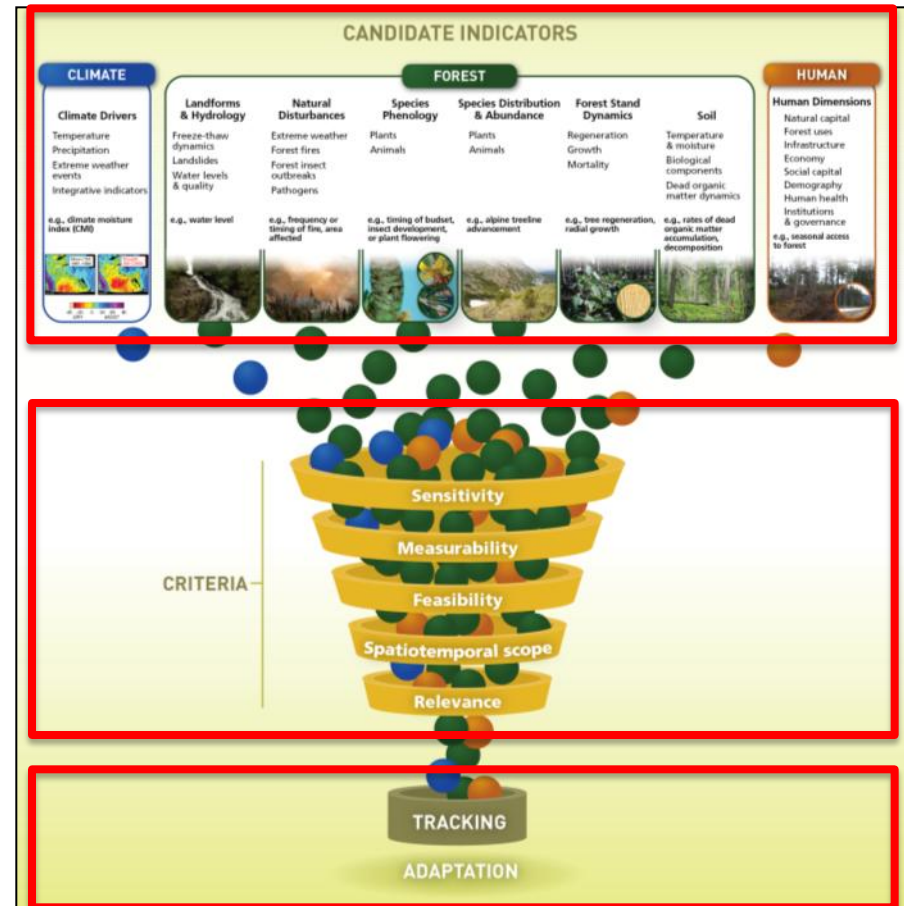 CANDIDATE INDICATORS
CLIMATE
Climate Drivers
Temperature
Precipitation
Extreme weather
events
Integrative indicators
e.g., climate moisture
index (CMI)
FOREST
Landforms
& Hydrology
Freeze-thaw
dynamics
Landslides
Water levels
& quality
e.g., water level
Natural
Disturbances
Extreme weather
Forest fires
Forest insect
outbreaks
Pathogens
e.g., frequency or
timing of fire, area
affected
Species
Phenology
Plants
Animals
e.g., timing of budset,
insect development,
or plant flowering
Species Distribution
& Abundance
Plants
Animals
e.g., alpine treeline
advancement
Forest Stand
Dynamics
Regeneration
Growth
Mortality
e.g., tree regeneration,
radial growth
Soil
Temperature
& moisture
Biological
components
Dead organic
matter dynamics
e.g., rates of dead
organic matter
accumulation,
decomposition
HUMAN
Human Dimensions
Natural capital
Forest uses
Infrastructure
Economy
Social capital
Demography
Human health
Institutions
& governance
e.g., seasonal access
to forest
CRITERIA
Sensitivity
Measurability
Feasibility
Spatiotemporal scope
Relevance
TRACKING
ADAPTATION